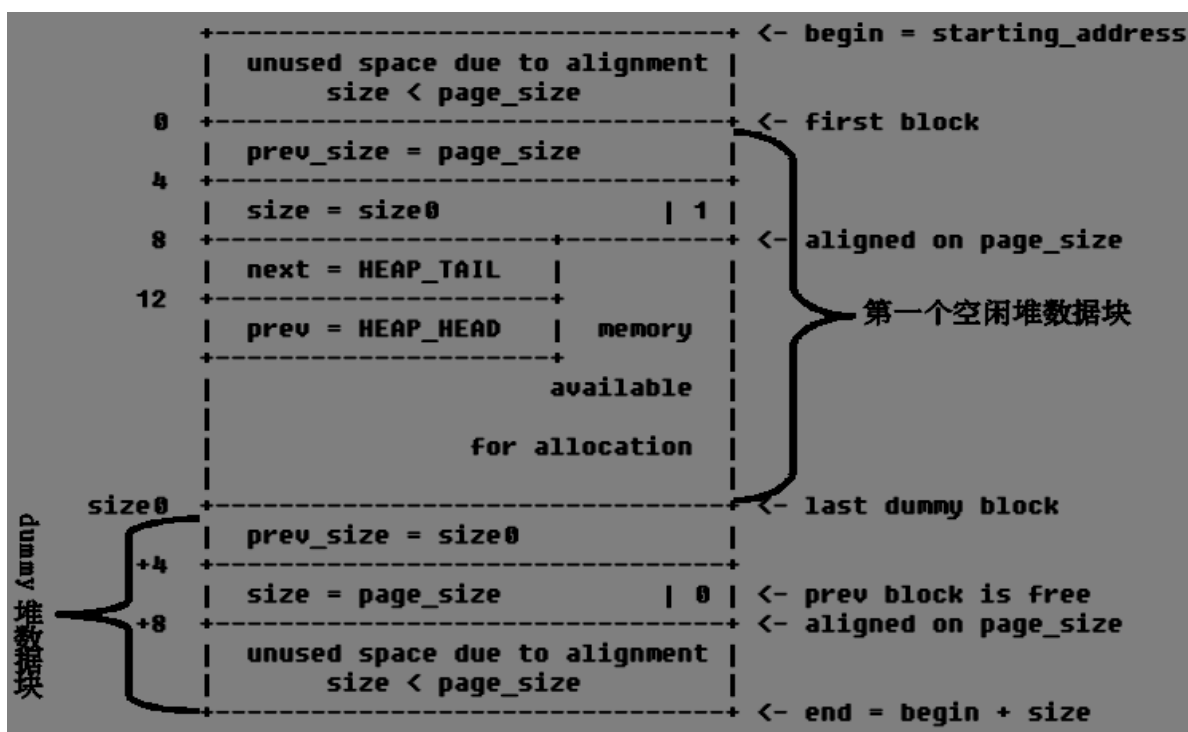 <- begin = starting_address
unused space due to alignment
size < page_size
0 <- first block
prev_size = page_size
4
size = size0 | 1
8 <- aligned on page_size
next = HEAP_TAIL
12
第一个空闲堆数据块
prev = HEAP_HEAD | memory
available
for allocation
size0 <- last dummy block
prev_size = size0
+4
size = page_size | 0 | <- prev block is free
+8 <- aligned on page_size
unused space due to alignment
size < page_size
<- end = begin + size
dummy 堆数据块